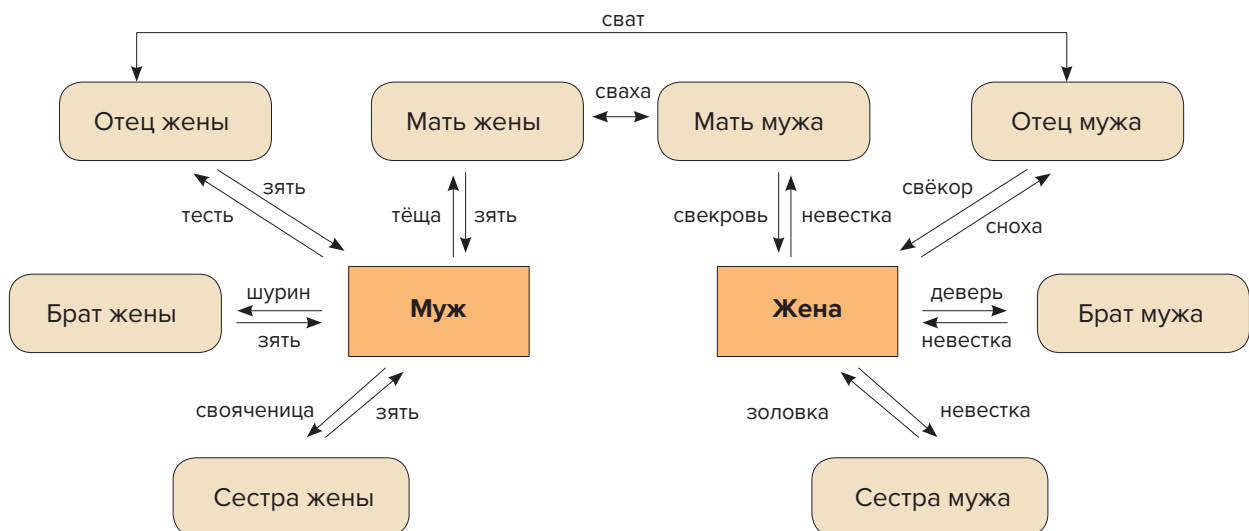 сват
сваха
Отец жены
Мать жены
Мать мужа
Отец мужа
зять
тесть
тёща
зять
свекровь
невестка
свёкор
сноха
Брат жены
шурин
зять
Муж
Жена
деверь
невестка
Брат мужа
свояченица
зять
золовка
невестка
Сестра жены
Сестра мужа